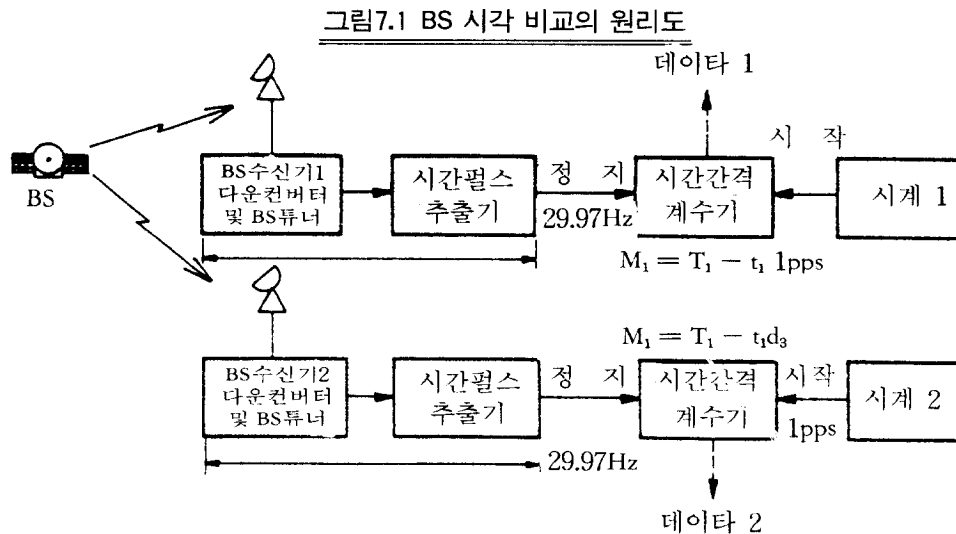 그림7.1 BS 시각 비교의 원리도
데이타 1
BS
BS수신기1
다운컨버터
및 BS튜너
시간펄스
추출기
정 지
29.97Hz
시간간격
계수기
시 작
시계 1
M₁ = T₁ − t₁ 1pps
M₁ = T₁ − t₁d₃
BS수신기2
다운컨버터
및 BS튜너
시간펄스
추출기
정 지
29.97Hz
시간간격
계수기
시작
1pps
시계 2
데이타 2